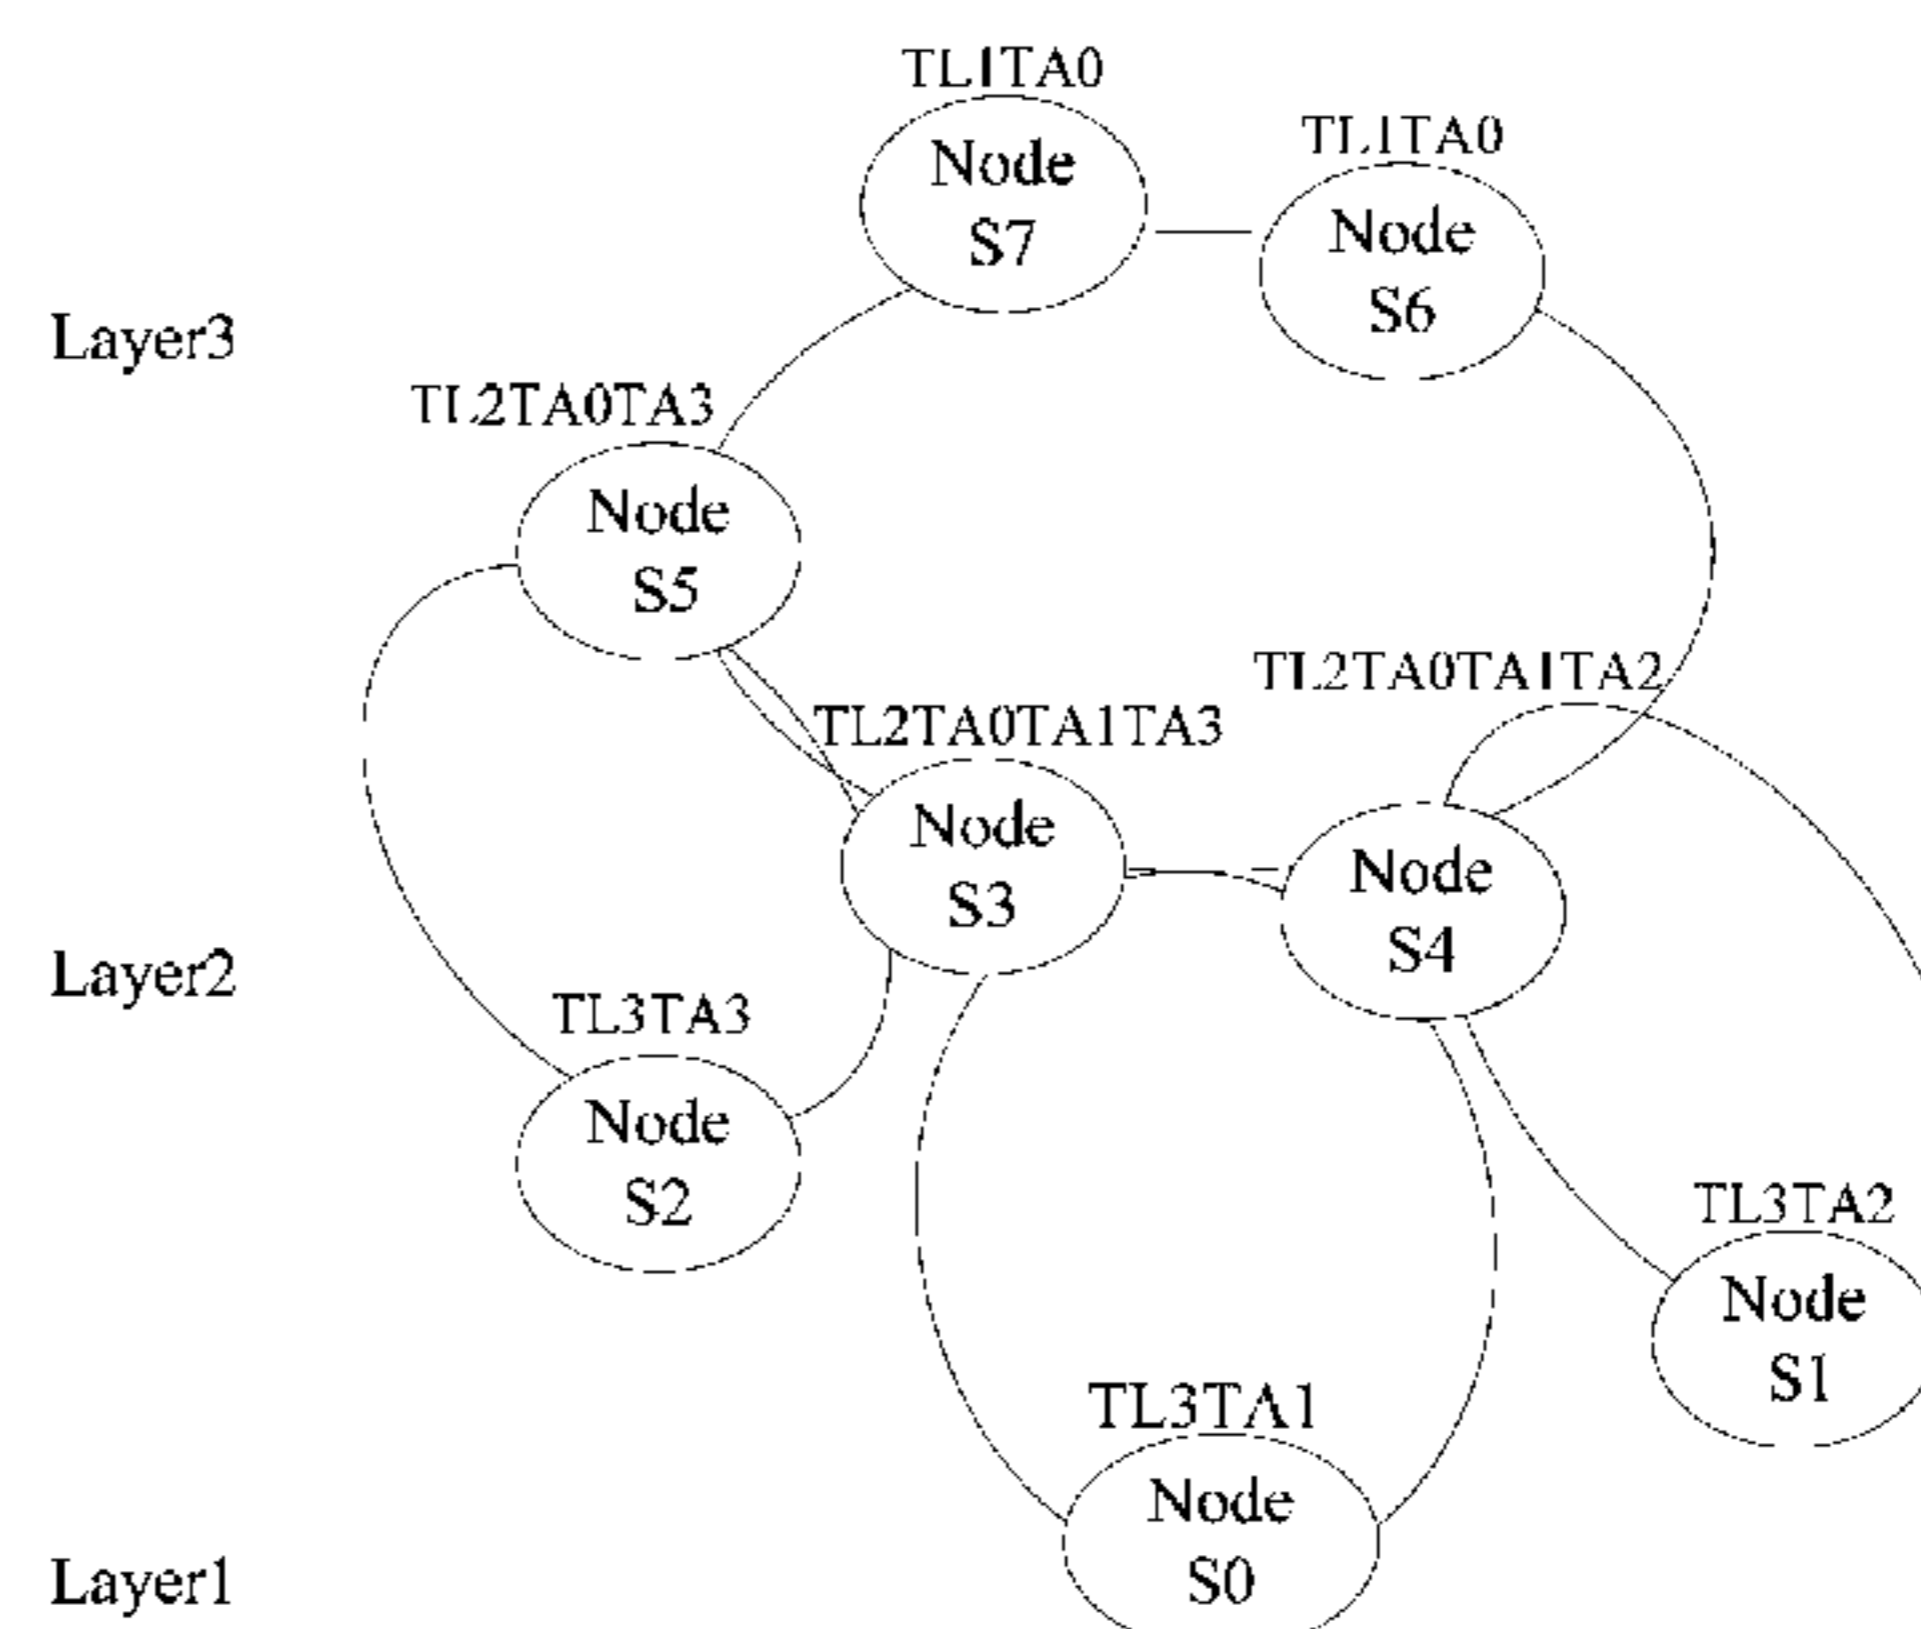 TL1TA0
Node
S7
TL1TA0
Node
S6
Layer3
TL2TA0TA3
Node
S5
TL2TA0TA1TA2
TL2TA0TA1TA3
Node
S3
Node
S4
Layer2
TL3TA3
Node
S2
TL3TA2
Node
S1
TL3TA1
Node
S0
Layer1